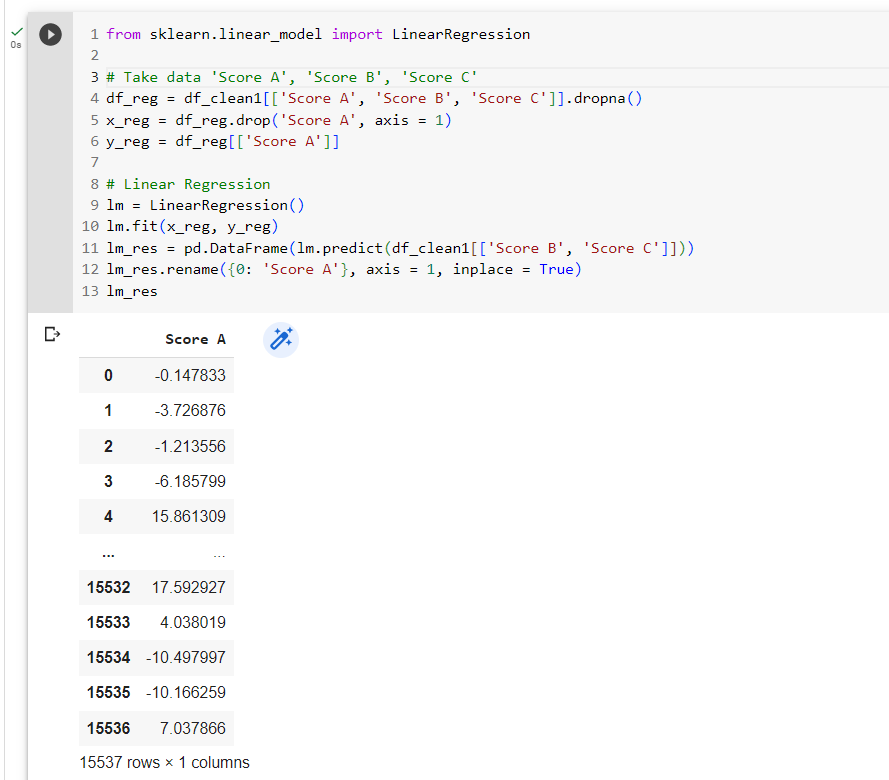 0s
1 from sklearn.linear_model import LinearRegression
2
3 # Take data 'Score A', 'Score B', 'Score C'
4 df_reg = df_clean1[['Score A', 'Score B', 'Score C']].dropna()
5 x_reg = df_reg.drop('Score A', axis = 1)
6 y_reg = df_reg[['Score A']]
7
8 # Linear Regression
9 lm = LinearRegression()
10 lm.fit(x_reg, y_reg)
11 lm_res = pd.DataFrame(lm.predict(df_clean1[['Score B', 'Score C']]))
12 lm_res.rename({0: 'Score A'}, axis = 1, inplace = True)
13 lm_res
Score A
0 -0.147833
1 -3.726876
2 -1.213556
3 -6.185799
4 15.861309
... ...
15532 17.592927
15533 4.038019
15534 -10.497997
15535 -10.166259
15536 7.037866
15537 rows × 1 columns